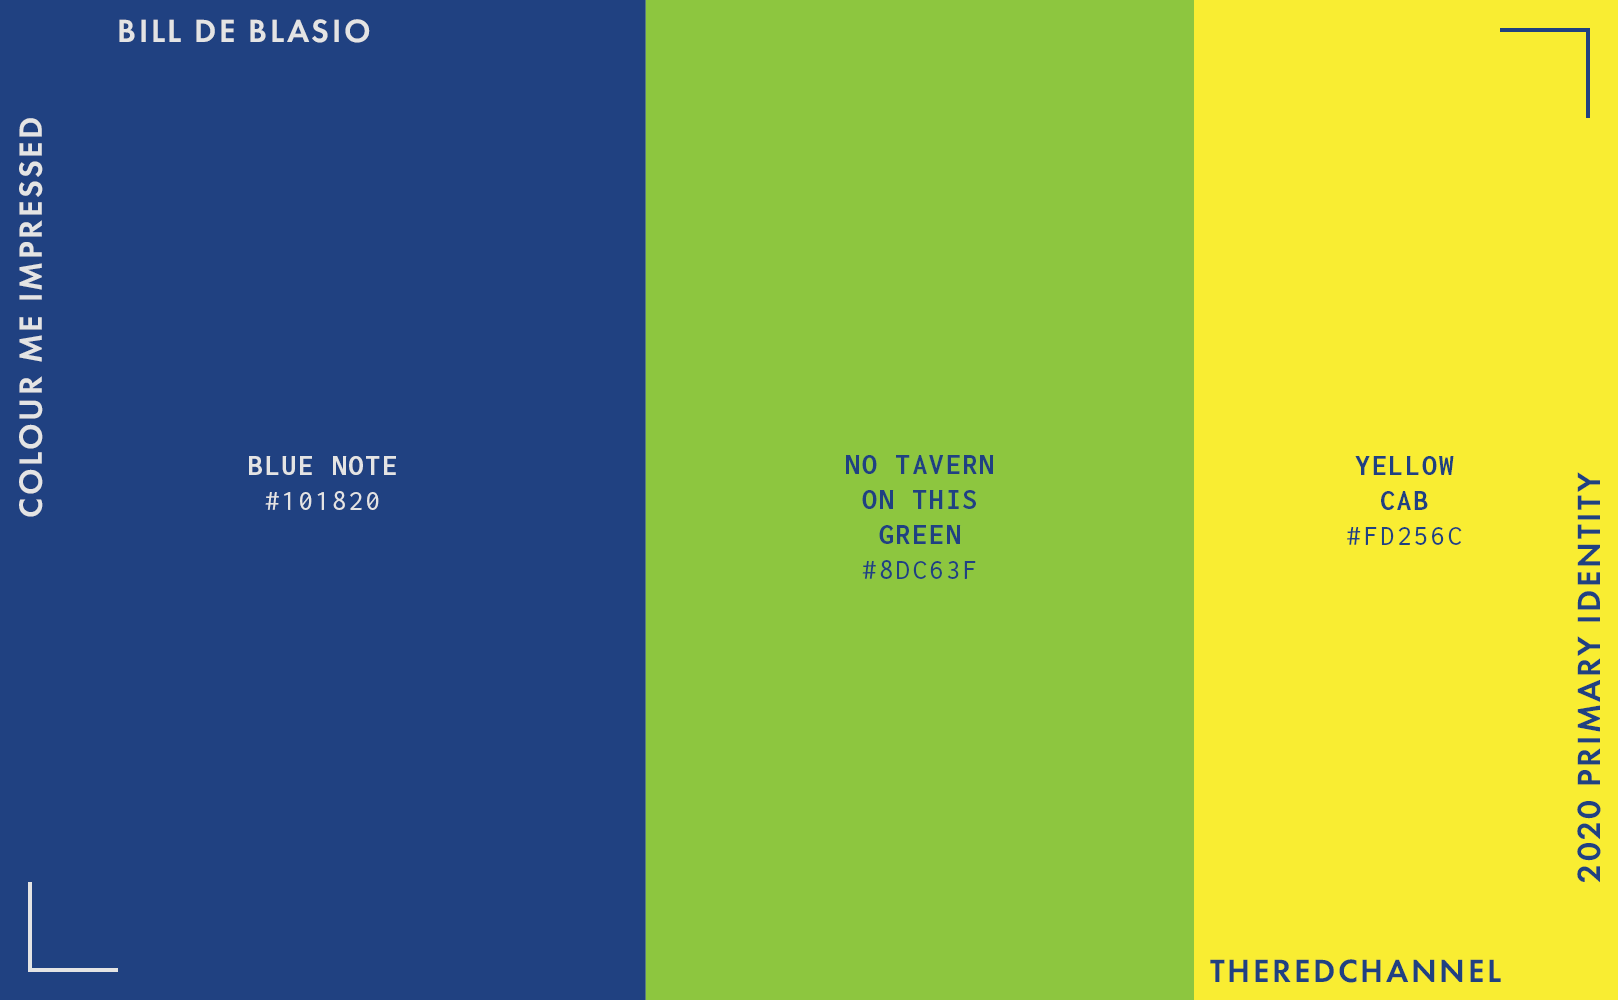 BILL DE BLASIO
COLOUR ME IMPRESSED
BLUE NOTE
#101820
NO TAVERN
ON THIS
GREEN
#8DC63F
YELLOW
CAB
#FD256C
2020 PRIMARY IDENTITY
THEREDCHANNEL